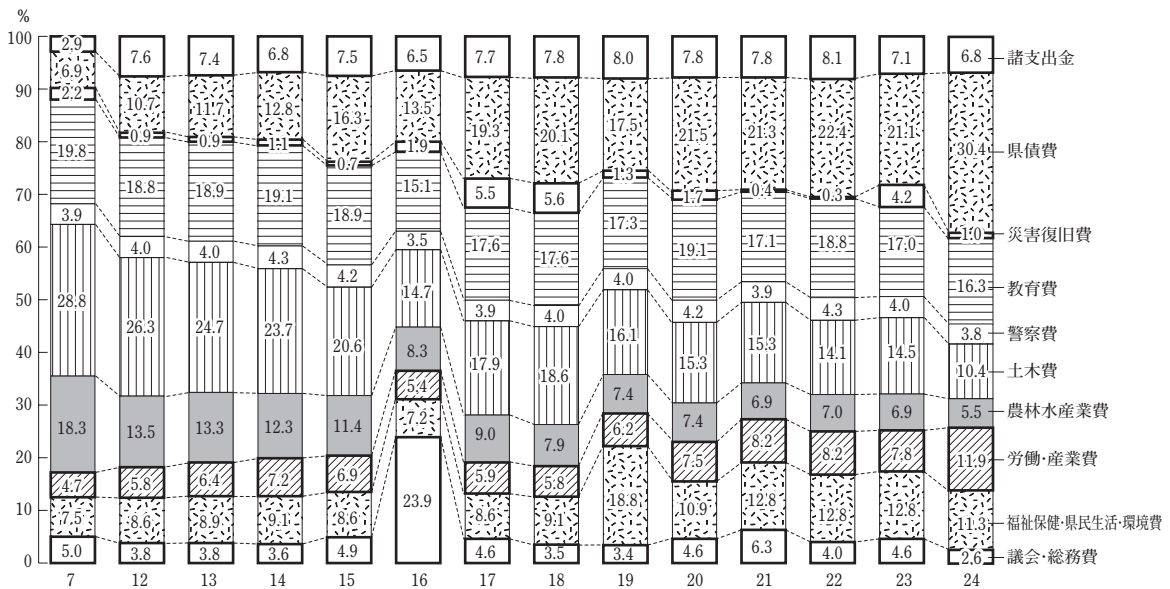 %
100 2.9 7.6 7.4 6.8 7.5 6.5 7.7 7.8 8.0 7.8 7.8 8.1 7.1 6.8 諸支出金
90 6.9 10.7 11.7 12.8 16.3 13.5 19.3 20.1 17.5 21.5 21.3 22.4 21.1 30.4 県債費
80 2.2 0.9 0.9 1.1 0.7 1.9 5.5 5.6 1.3 1.7 0.4 0.3 4.2 1.0 災害復旧費
70 19.8 18.8 18.9 19.1 18.9 15.1 17.6 17.6 17.3 19.1 17.1 18.8 17.0 16.3 教育費
60 3.9 4.0 4.0 4.3 4.2 3.5 3.9 4.0 4.0 4.2 3.9 4.3 4.0 3.8 警察費
50 28.8 26.3 24.7 23.7 20.6 14.7 17.9 18.6 16.1 15.3 15.3 14.1 14.5 10.4 土木費
40 18.3 13.5 13.3 12.3 11.4 8.3 9.0 7.9 7.4 7.4 6.9 7.0 6.9 5.5 農林水産業費
30 4.7 5.8 6.4 7.2 6.9 5.4 5.9 5.8 6.2 7.5 8.2 8.2 7.8 11.9 労働・産業費
20 7.5 8.6 8.9 9.1 8.6 7.2 8.6 9.1 18.8 10.9 12.8 12.8 12.8 11.3 福祉保健・県民生活・環境費
10 5.0 3.8 3.8 3.6 4.9 23.9 4.6 3.5 3.4 4.6 6.3 4.0 4.6 2.6 議会・総務費
0
7 12 13 14 15 16 17 18 19 20 21 22 23 24